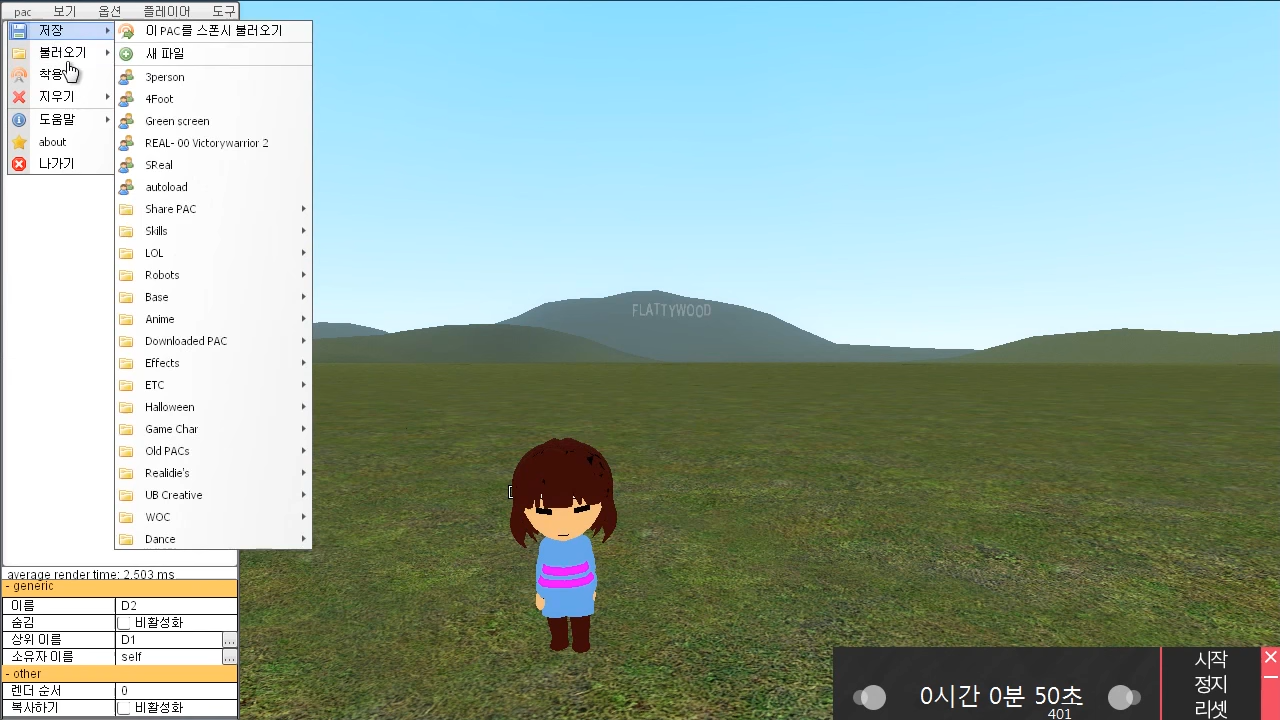 pac 보기 옵션 플레이어 도구
저장
불러오기
착용
지우기
도움말
about
나가기
이 PAC를 스폰시 불러오기
새 파일
3person
4Foot
Green screen
REAL- 00 Victorywarrior 2
SReal
autoload
Share PAC
Skills
LOL
Robots
Base
Anime
Downloaded PAC
Effects
ETC
Halloween
Game Char
Old PACs
Realidie's
UB Creative
WOC
Dance
FLATTYWOOD
average render time: 2,503 ms
- generic
이름 D2
숨김 비활성화
상위 이름 D1 ...
소유자 이름 self ...
- other
렌더 순서 0
복사하기 비활성화
0시간 0분 50초
401
시작
정지
리셋